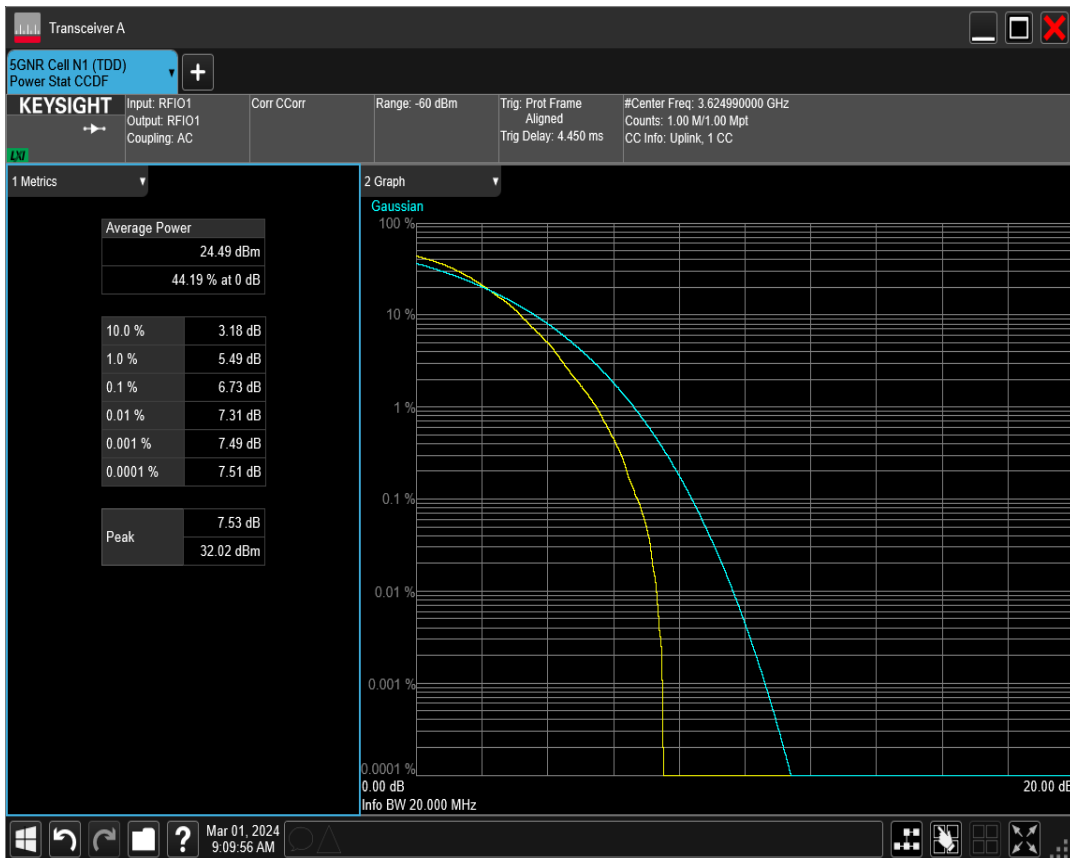 Transceiver A
5GNR Cell N1 (TDD)
Power Stat CCDF
+
KEYSIGHT
LXI
Input: RFIO1
Output: RFIO1
Coupling: AC
Corr CCorr
Range: -60 dBm
Trig: Prot Frame
Aligned
Trig Delay: 4.450 ms
#Center Freq: 3.624990000 GHz
Counts: 1.00 M/1.00 Mpt
CC Info: Uplink, 1 CC
1 Metrics
Average Power
24.49 dBm
44.19 % at 0 dB
10.0 % 3.18 dB
1.0 % 5.49 dB
0.1 % 6.73 dB
0.01 % 7.31 dB
0.001 % 7.49 dB
0.0001 % 7.51 dB
Peak
7.53 dB
32.02 dBm
2 Graph
Gaussian
100 %
10 %
1 %
0.1 %
0.01 %
0.001 %
0.0001 %
0.00 dB 20.00 dB
Info BW 20.000 MHz
?
Mar 01, 2024
9:09:56 AM